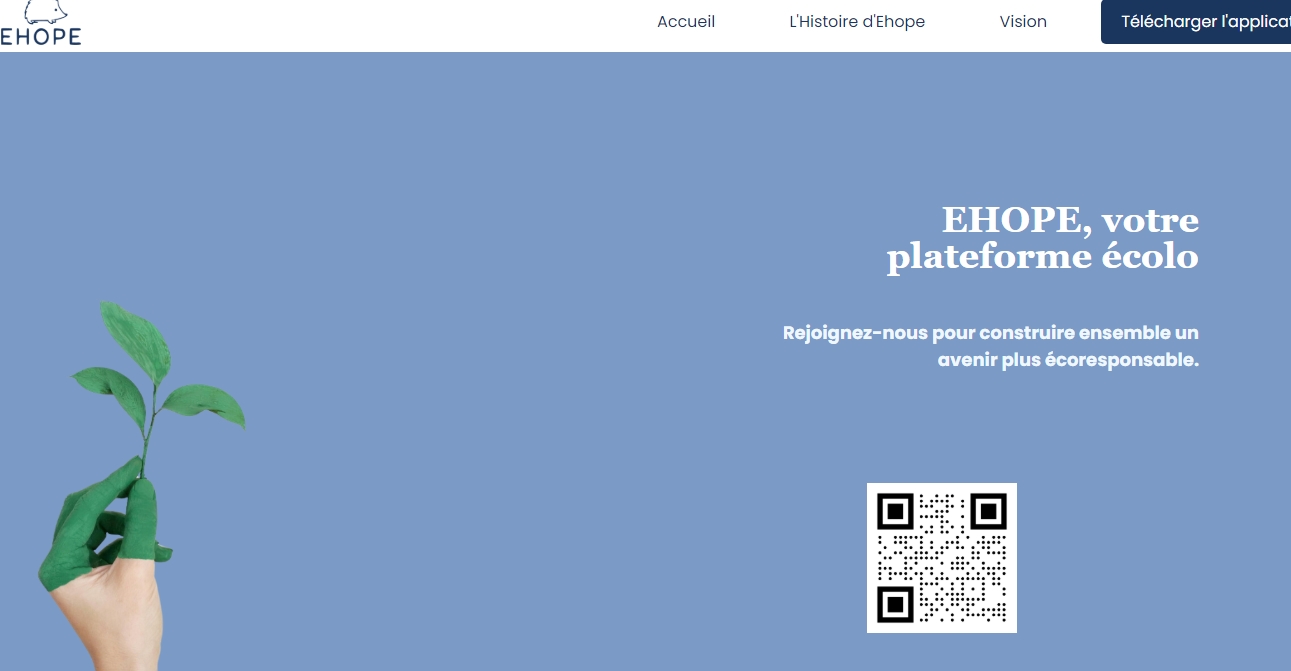 EHOPE
Accueil
L'Histoire d'Ehope
Vision
Télécharger l'applicat
EHOPE, votre
plateforme écolo
Rejoignez-nous pour construire ensemble un
avenir plus écoresponsable.